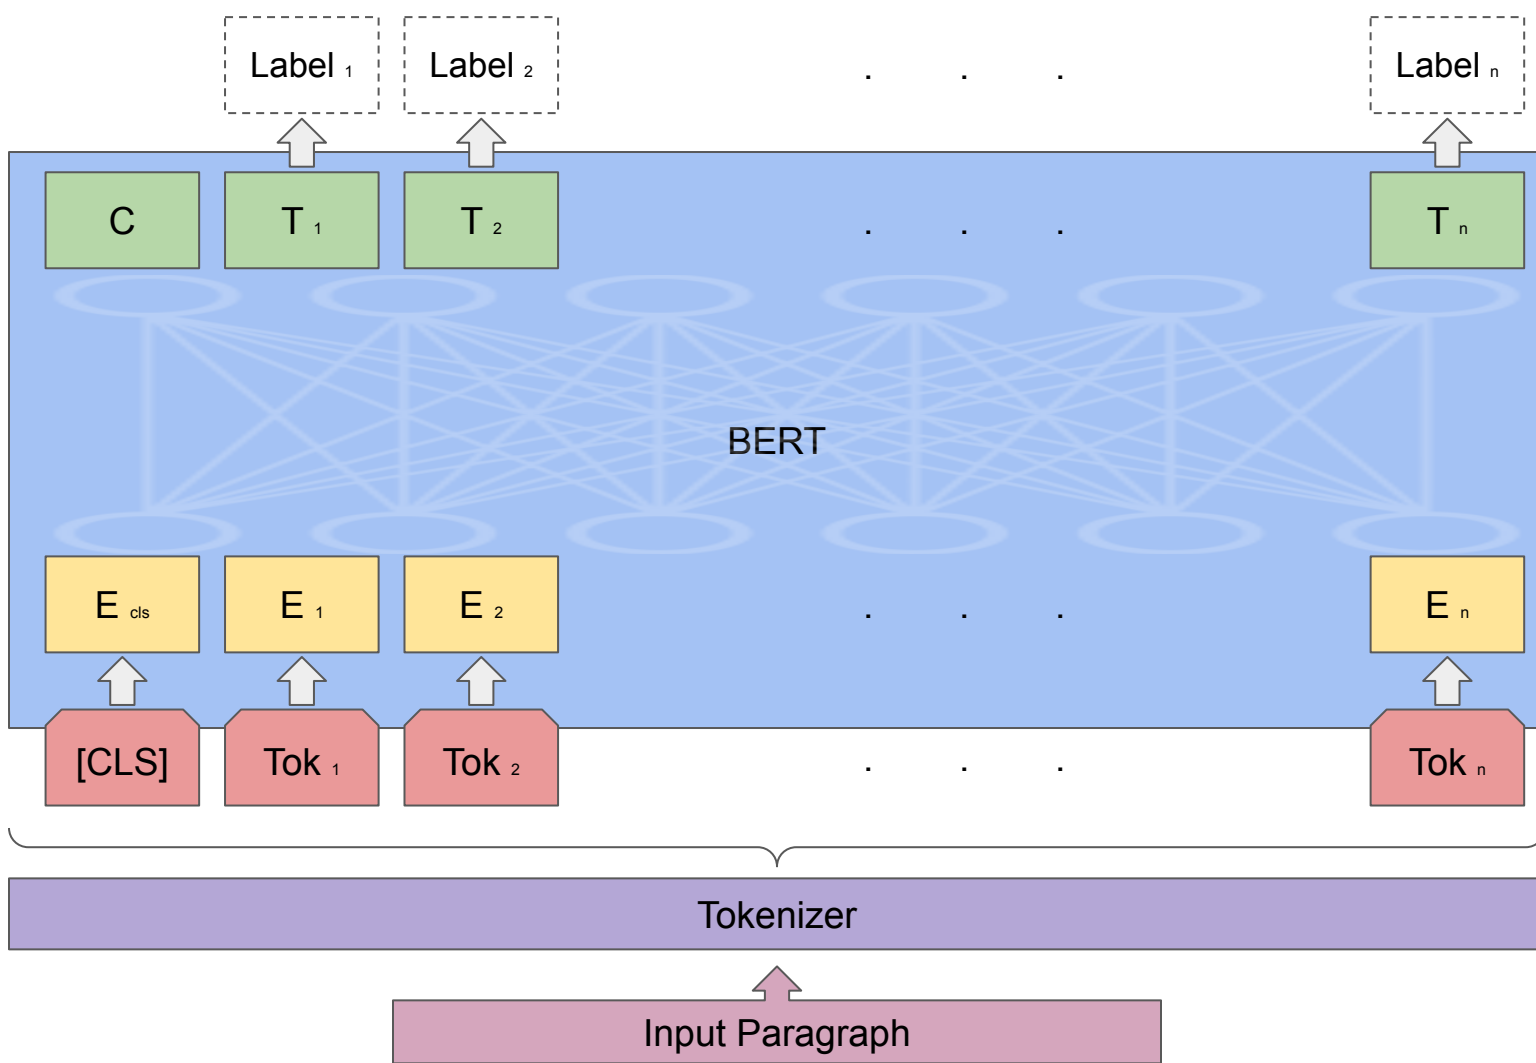 Label 1 Label 2 . . . Label n
C T 1 T 2 . . . T n
BERT
E cls E 1 E 2 . . . E n
[CLS] Tok 1 Tok 2 . . . Tok n
Tokenizer
Input Paragraph